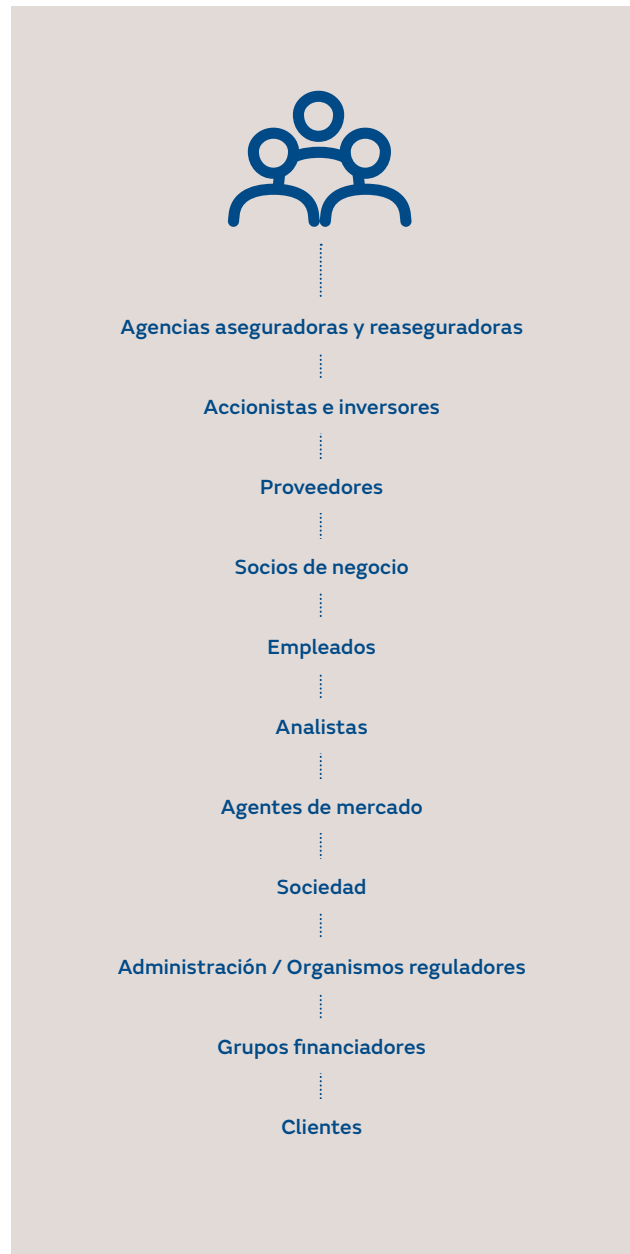 Agencias aseguradoras y reaseguradoras
Accionistas e inversores
Proveedores
Socios de negocio
Empleados
Analistas
Agentes de mercado
Sociedad
Administración / Organismos reguladores
Grupos financiadores
Clientes